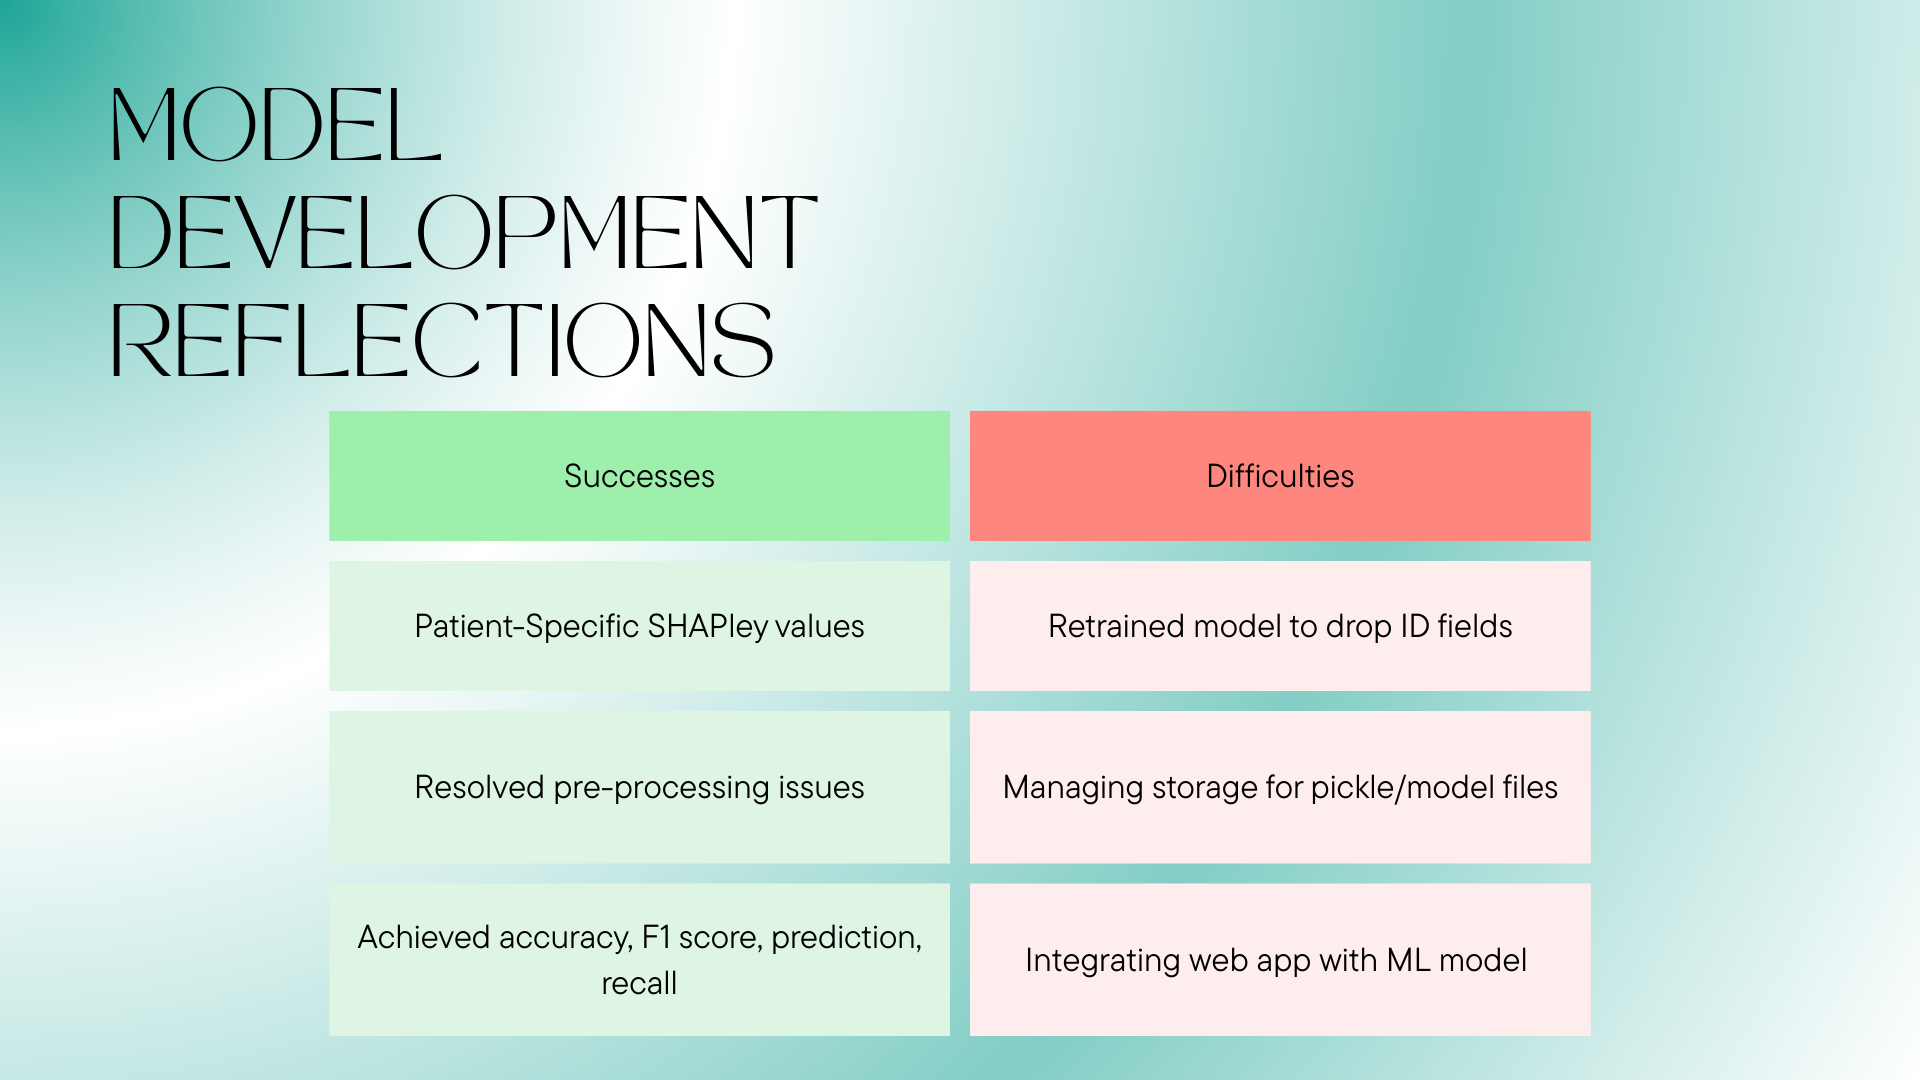 MODEL
DEVELOPMENT
REFLECTIONS
Successes
Difficulties
Patient-Specific SHAPley values
Retrained model to drop ID fields
Resolved pre-processing issues
Managing storage for pickle/model files
Achieved accuracy, F1 score, prediction,
recall
Integrating web app with ML model